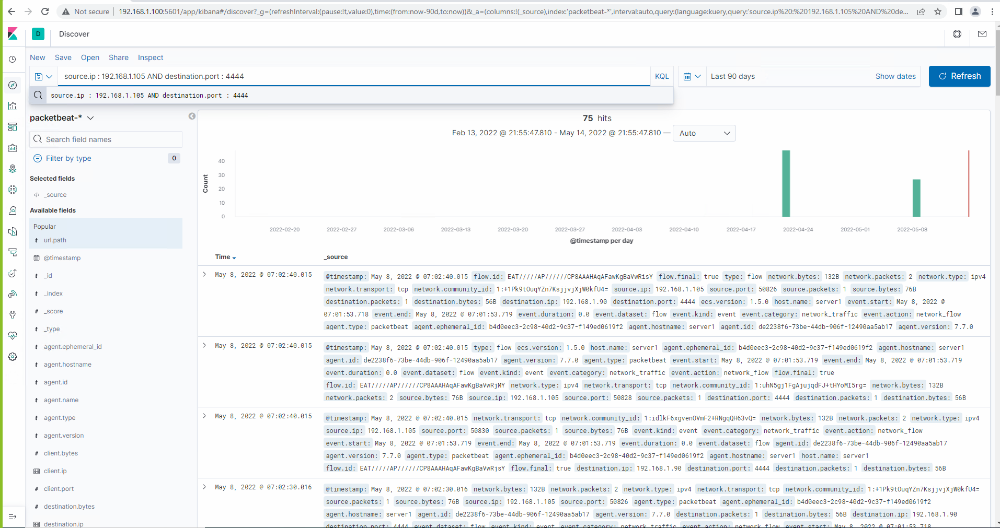 Not secure | 192.168.1.100:5601/app/kibana#/discover?_g=(refreshInterval:(pause:!t,value:0),time:(from:now-90d,to:now))&_a=(columns:!(_source),index:'packetbeat-*',interval:auto,query:(language:kuery,query:'source.ip%20:%20192.168.1.105%20AND%20de...
D Discover
New Save Open Share Inspect
source.ip : 192.168.1.105 AND destination.port : 4444 KQL Last 90 days Show dates Refresh
source.ip : 192.168.1.105 AND destination.port : 4444
packetbeat-*
Search field names
Filter by type 0
Selected fields
</> _source
Available fields
Popular
t url.path
@timestamp
t _id
t _index
# _score
t _type
t agent.ephemeral_id
t agent.hostname
t agent.id
t agent.name
t agent.type
t agent.version
# client.bytes
client.ip
# client.port
# destination.bytes
destination.ip
75 hits
Feb 13, 2022 @ 21:55:47.810 - May 14, 2022 @ 21:55:47.810 — Auto
Count
40
30
20
10
0
2022-02-20 2022-02-27 2022-03-06 2022-03-13 2022-03-20 2022-03-27 2022-04-03 2022-04-10 2022-04-17 2022-04-24 2022-05-01 2022-05-08
@timestamp per day
Time _source
May 8, 2022 @ 07:02:40.015 @timestamp: May 8, 2022 @ 07:02:40.015 flow.id: EAT/////AP//////CP8AAAHAqAFawKgBaVwRisY flow.final: true type: flow network.bytes: 132B network.packets: 2 network.type: ipv4
network.transport: tcp network.community_id: 1:+1Pk9tOuqYZn7KsjjvjXjW0kfU4= source.ip: 192.168.1.105 source.port: 50826 source.packets: 1 source.bytes: 76B
destination.packets: 1 destination.bytes: 56B destination.ip: 192.168.1.90 destination.port: 4444 ecs.version: 1.5.0 host.name: server1 event.start: May 8, 2022 @
07:01:53.718 event.end: May 8, 2022 @ 07:01:53.719 event.duration: 0.0 event.dataset: flow event.kind: event event.category: network_traffic event.action: network_flow
agent.type: packetbeat agent.ephemeral_id: b4d0eec3-2c98-40d2-9c37-f149ed0619f2 agent.hostname: server1 agent.id: de2238f6-73be-44db-906f-12490aa5ab17 agent.version: 7.7.0
May 8, 2022 @ 07:02:40.015 @timestamp: May 8, 2022 @ 07:02:40.015 type: flow ecs.version: 1.5.0 host.name: server1 agent.ephemeral_id: b4d0eec3-2c98-40d2-9c37-f149ed0619f2 agent.hostname: server1
agent.id: de2238f6-73be-44db-906f-12490aa5ab17 agent.version: 7.7.0 agent.type: packetbeat event.start: May 8, 2022 @ 07:01:53.719 event.end: May 8, 2022 @ 07:01:53.719
event.duration: 0.0 event.dataset: flow event.kind: event event.category: network_traffic event.action: network_flow flow.final: true
flow.id: EAT/////AP//////CP8AAAHAqAFawKgBaVwRjMY network.type: ipv4 network.transport: tcp network.community_id: 1:uhN5gj1FgAjujqdFJ+tHYoMI5rg= network.bytes: 132B
network.packets: 2 source.bytes: 76B source.ip: 192.168.1.105 source.port: 50828 source.packets: 1 destination.port: 4444 destination.packets: 1 destination.bytes: 56B
May 8, 2022 @ 07:02:40.015 @timestamp: May 8, 2022 @ 07:02:40.015 network.transport: tcp network.community_id: 1:idlkF6xgvenOVmF2+RNgqQH63vQ= network.bytes: 132B network.packets: 2 network.type: ipv4
source.ip: 192.168.1.105 source.port: 50830 source.packets: 1 source.bytes: 76B event.kind: event event.category: network_traffic event.action: network_flow
event.start: May 8, 2022 @ 07:01:53.719 event.end: May 8, 2022 @ 07:01:53.719 event.duration: 0.0 event.dataset: flow agent.id: de2238f6-73be-44db-906f-12490aa5ab17
agent.version: 7.7.0 agent.type: packetbeat agent.ephemeral_id: b4d0eec3-2c98-40d2-9c37-f149ed0619f2 agent.hostname: server1 host.name: server1
flow.id: EAT/////AP//////CP8AAAHAqAFawKgBaVwRjsY flow.final: true destination.ip: 192.168.1.90 destination.port: 4444 destination.packets: 1 destination.bytes: 56B
May 8, 2022 @ 07:02:30.016 @timestamp: May 8, 2022 @ 07:02:30.016 network.bytes: 132B network.packets: 2 network.type: ipv4 network.transport: tcp network.community_id: 1:+1Pk9tOuqYZn7KsjjvjXjW0kfU4=
source.packets: 1 source.bytes: 76B source.ip: 192.168.1.105 source.port: 50826 agent.type: packetbeat agent.ephemeral_id: b4d0eec3-2c98-40d2-9c37-f149ed0619f2
agent.hostname: server1 agent.id: de2238f6-73be-44db-906f-12490aa5ab17 agent.version: 7.7.0 destination.packets: 1 destination.bytes: 56B destination.ip: 192.168.1.90
destination.port: 4444 event.dataset: flow event.kind: event event.category: network_traffic event.action: network_flow event.start: May 8, 2022 @ 07:01:53.718